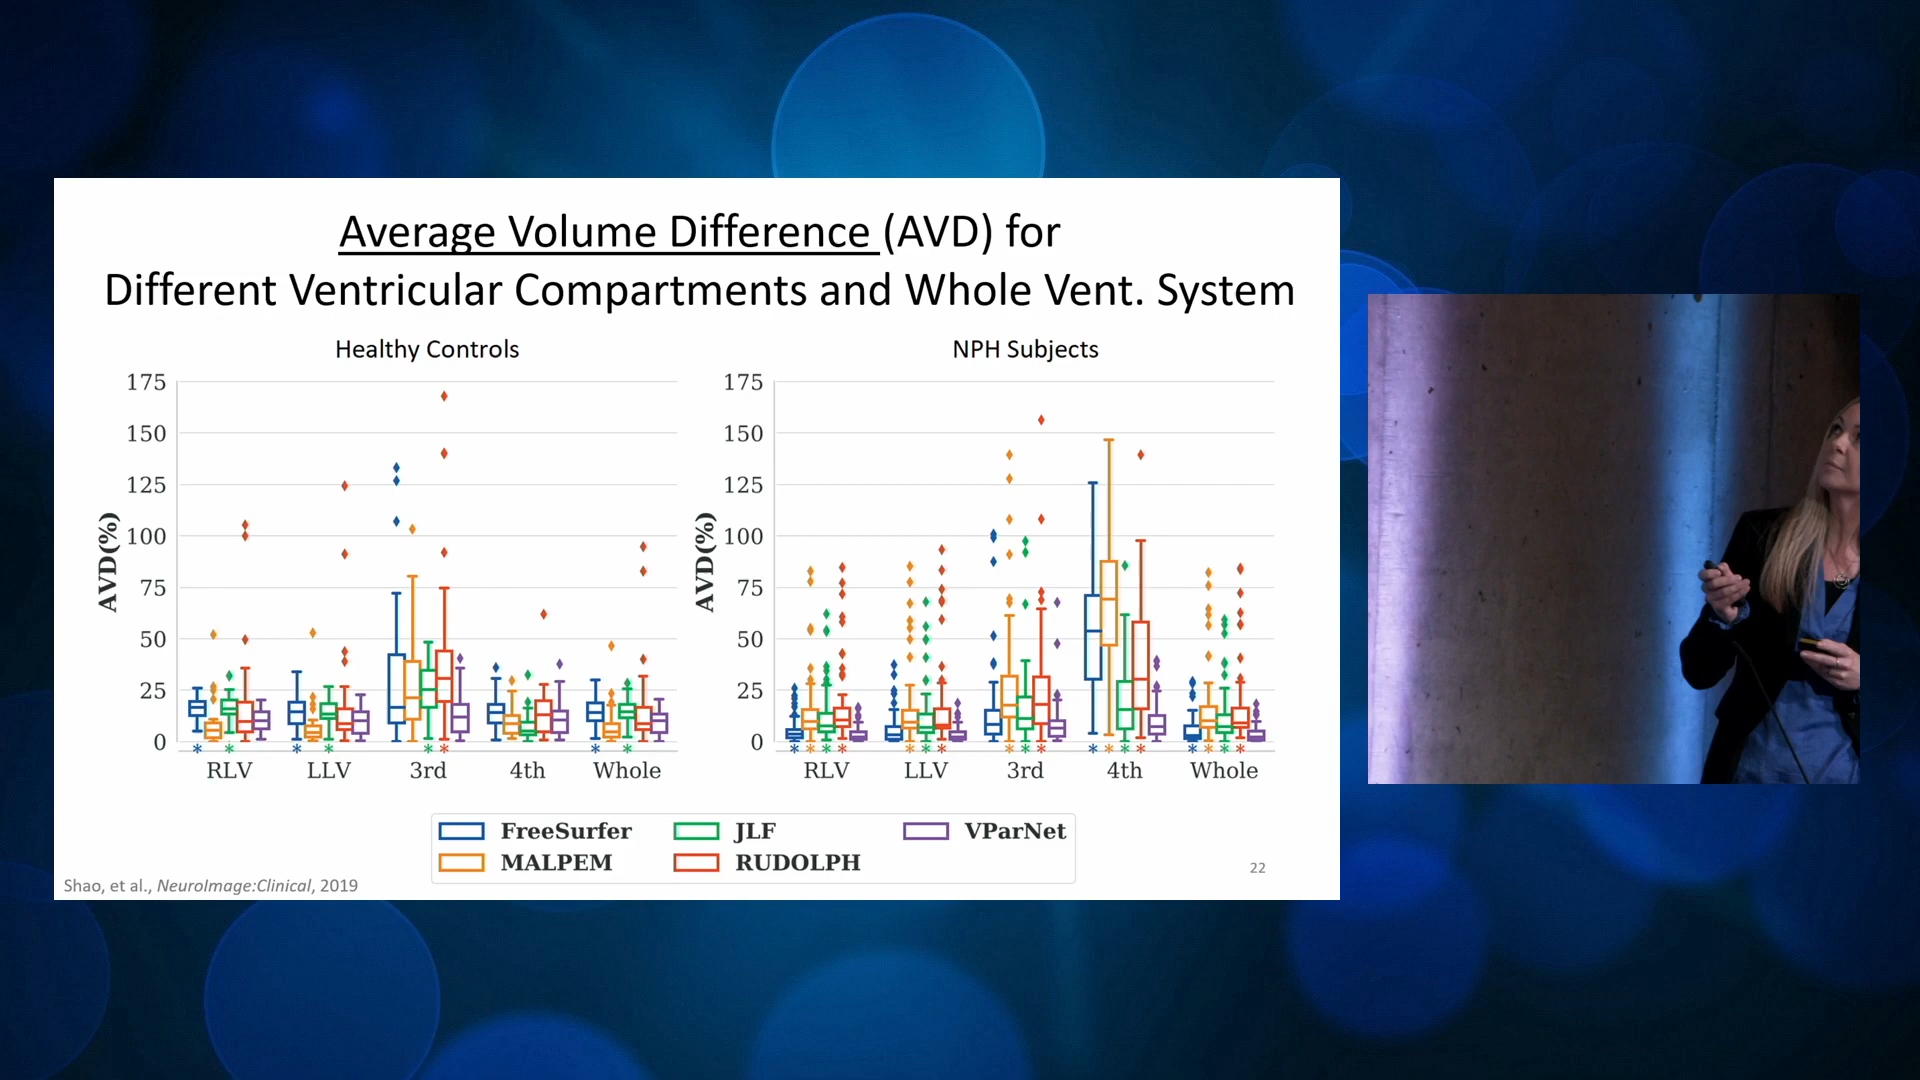 Average Volume Difference (AVD) for
Different Ventricular Compartments and Whole Vent. System
Healthy Controls
175
150
125
100
75
50
25
0
AVD(%)
* * * * * * * *
RLV LLV 3rd 4th Whole
NPH Subjects
175
150
125
100
75
50
25
0
AVD(%)
* * * * * * * * * * * * * * * * * * *
RLV LLV 3rd 4th Whole
FreeSurfer JLF VParNet
MALPEM RUDOLPH
Shao, et al., NeuroImage:Clinical, 2019
22